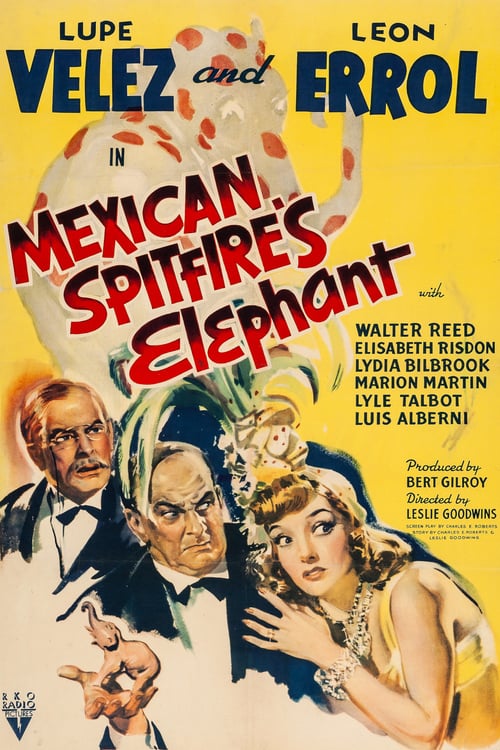 LUPE
VELEZ and
LEON
ERROL
IN
MEXICAN
SPITFIRE'S
Elephant
with
WALTER REED
ELISABETH RISDON
LYDIA BILBROOK
MARION MARTIN
LYLE TALBOT
LUIS ALBERNI
Produced by
BERT GILROY
Directed by
LESLIE GOODWINS
SCREEN PLAY BY CHARLES E. ROBERTS
STORY BY CHARLES E. ROBERTS &
LESLIE GOODWINS
RKO
RADIO
PICTURES